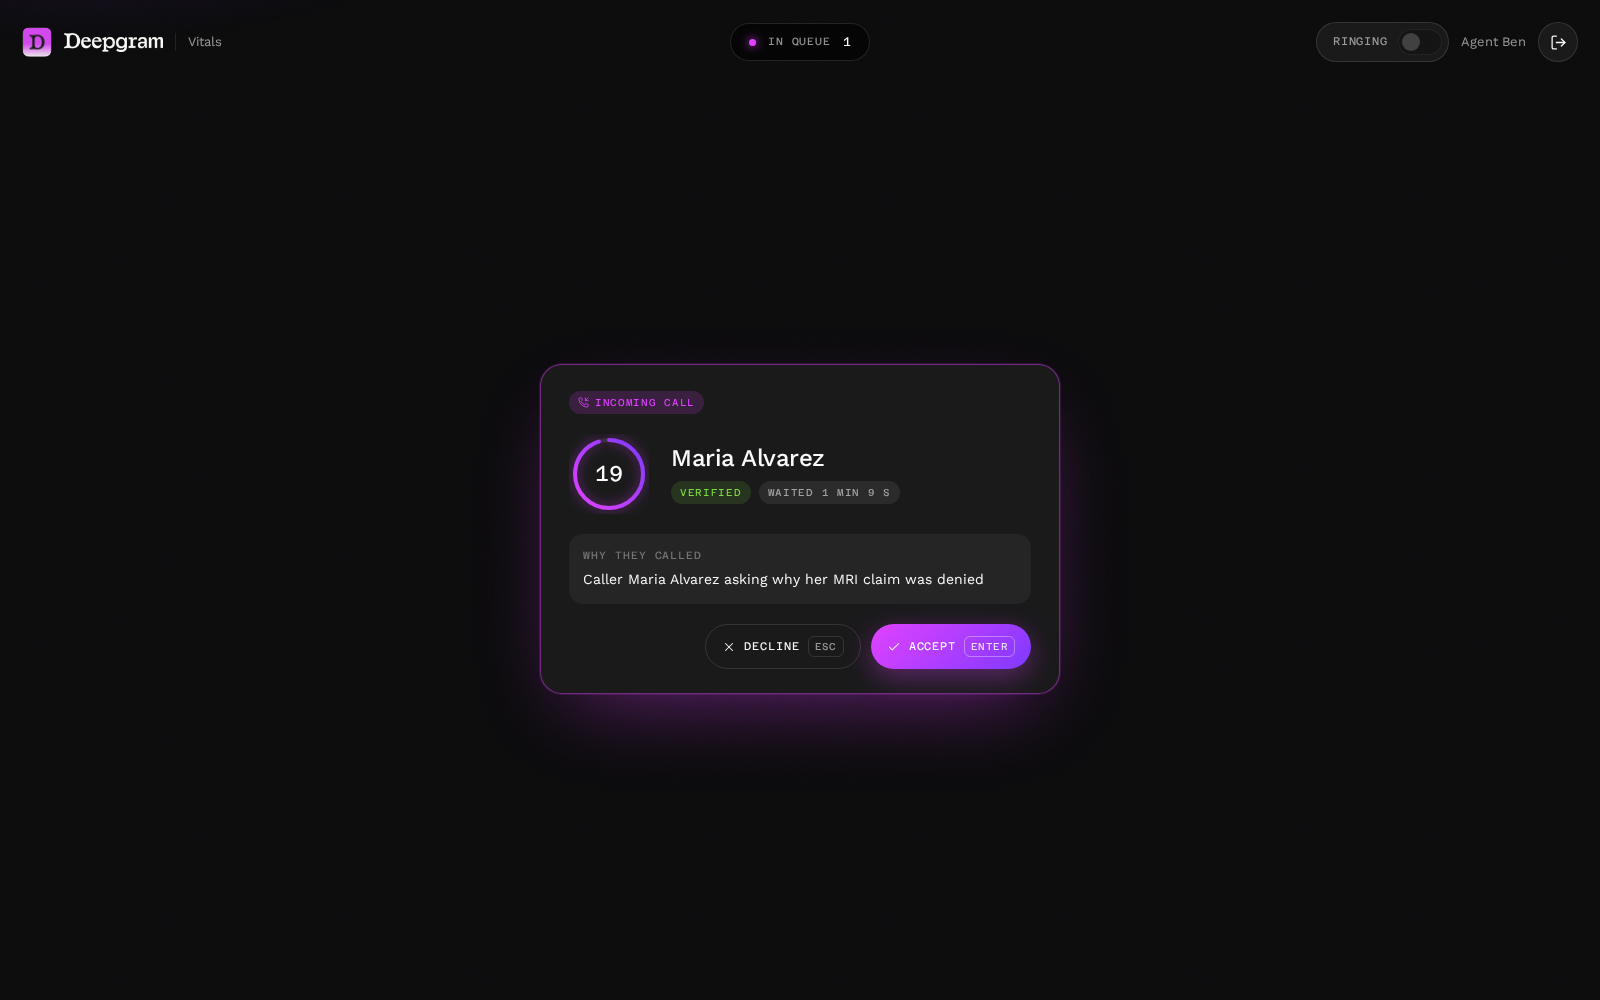 D Deepgram Vitals
IN QUEUE 1
RINGING Agent Ben
INCOMING CALL
19
Maria Alvarez
VERIFIED WAITED 1 MIN 9 S
WHY THEY CALLED
Caller Maria Alvarez asking why her MRI claim was denied
DECLINE ESC ACCEPT ENTER